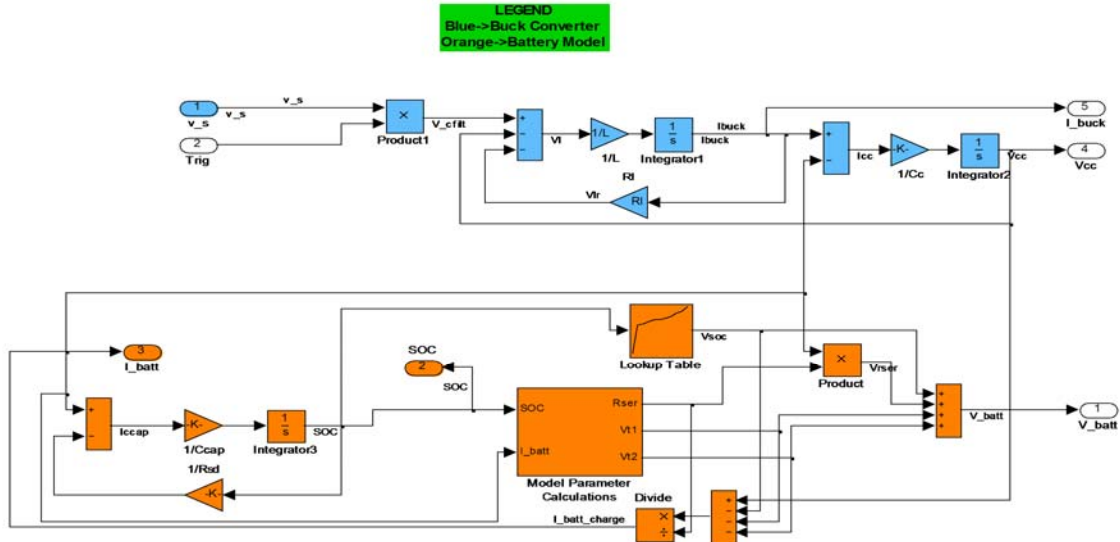 LEGEND
Blue->Buck Converter
Orange->Battery Model
1
v_s
v_s
v_s
2
Trig
×
Product1
V_cfilt
+
−
−
Vl
1/L
1/L
1
s
Integrator1
Ibuck
Ibuck
Rl
Rl
Vlr
5
I_buck
+
−
Icc
-K-
1/Cc
1
s
Integrator2
Vcc
4
Vcc
3
I_batt
+
−
Iccap
-K-
1/Ccap
1
s
Integrator3
SOC
1/Rsd
-K-
SOC
2
SOC
Lookup Table
Vsoc
×
Product
Vrser
SOC
I_batt
Rser
Vt1
Vt2
Model Parameter
Calculations
+
+
+
+
V_batt
1
V_batt
Divide
×
÷
+
−
−
−
I_batt_charge